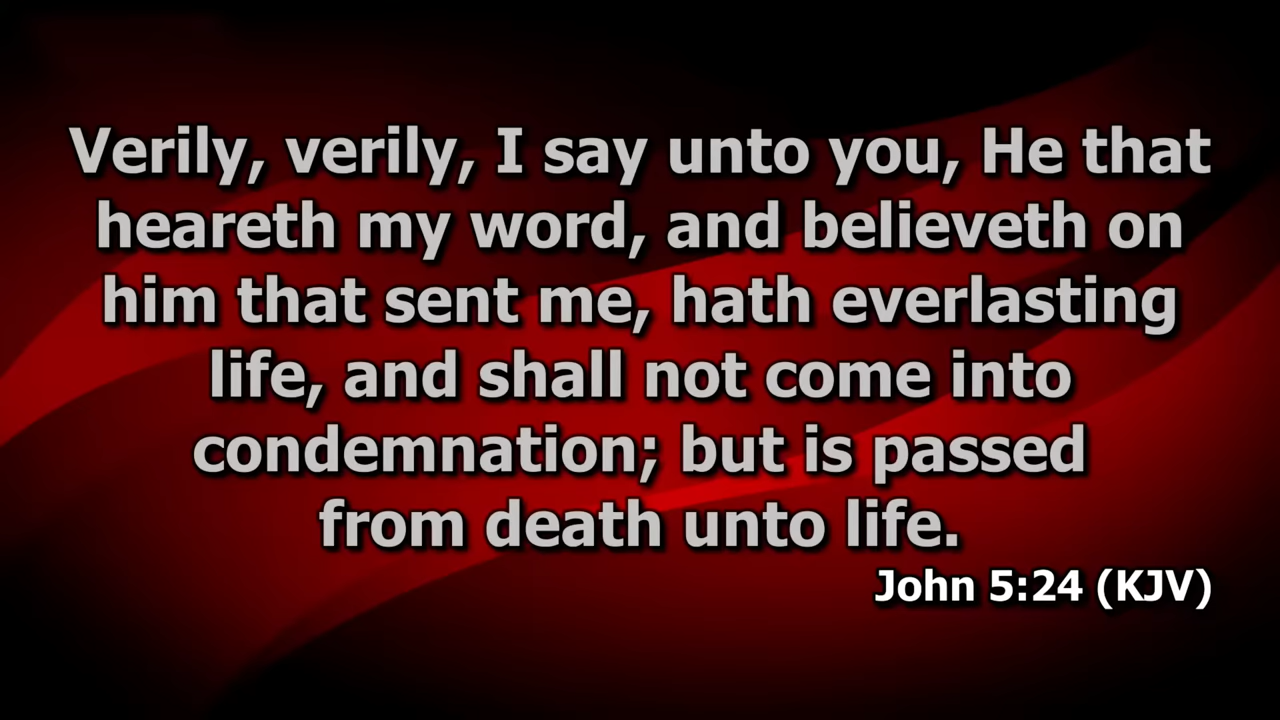 Verily, verily, I say unto you, He that
heareth my word, and believeth on
him that sent me, hath everlasting
life, and shall not come into
condemnation; but is passed
from death unto life.
John 5:24 (KJV)